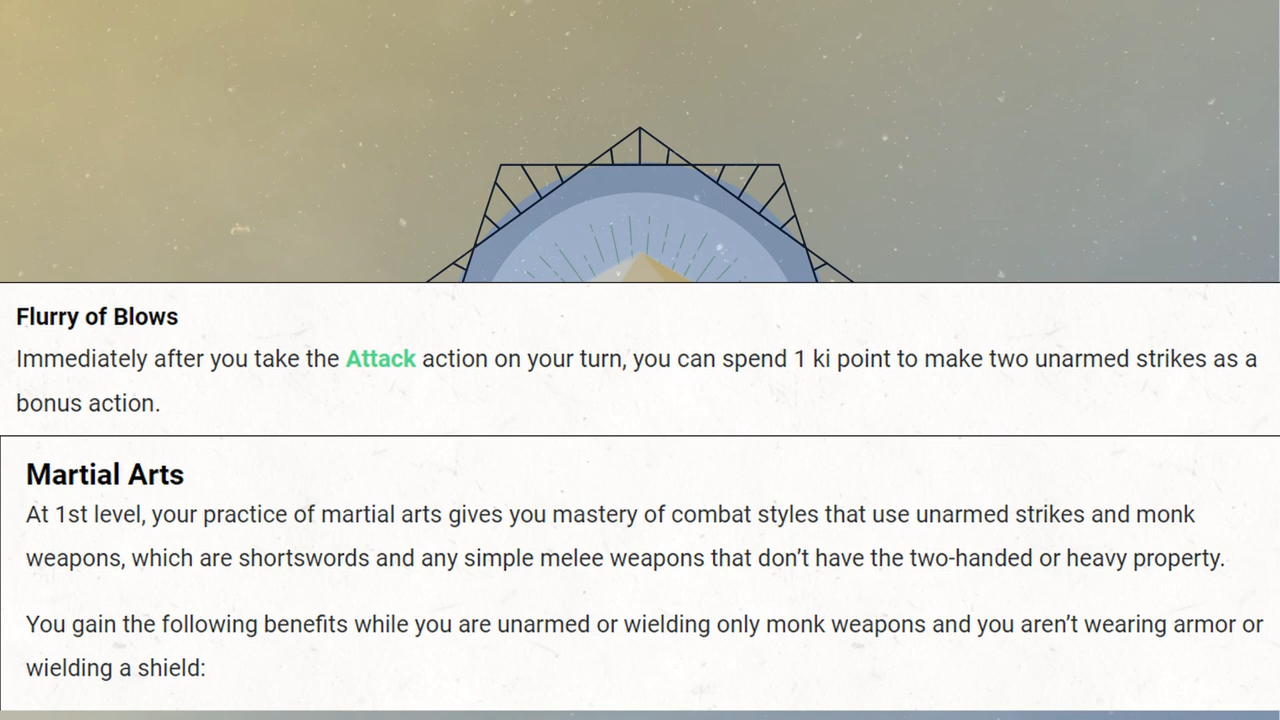 Flurry of Blows
Immediately after you take the Attack action on your turn, you can spend 1 ki point to make two unarmed strikes as a
bonus action.
Martial Arts
At 1st level, your practice of martial arts gives you mastery of combat styles that use unarmed strikes and monk
weapons, which are shortswords and any simple melee weapons that don’t have the two-handed or heavy property.
You gain the following benefits while you are unarmed or wielding only monk weapons and you aren’t wearing armor or
wielding a shield: